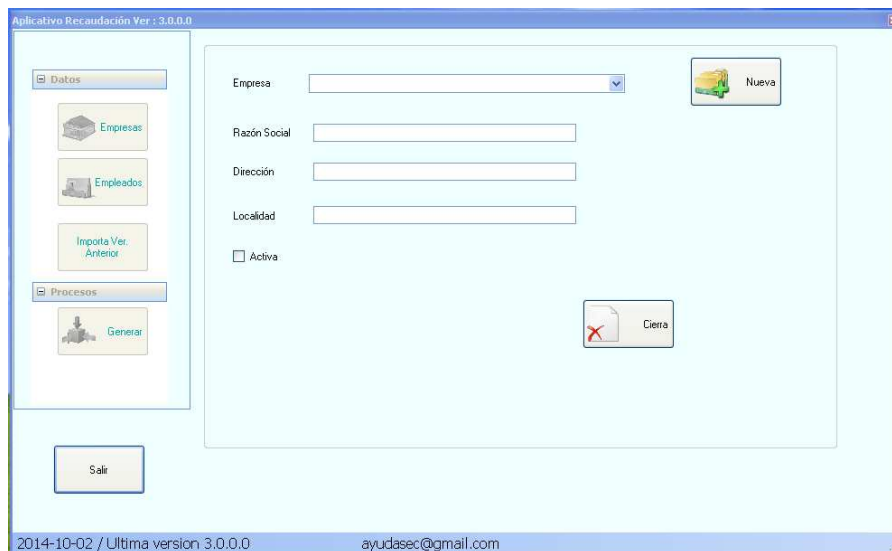 Aplicativo Recaudación Ver : 3.0.0.0
Datos
Empresas
Empleados
Importa Ver.
Anterior
Procesos
Generar
Salir
Empresa
Nueva
Razón Social
Dirección
Localidad
Activa
Cierra
2014-10-02 / Ultima version 3.0.0.0 ayudasec@gmail.com